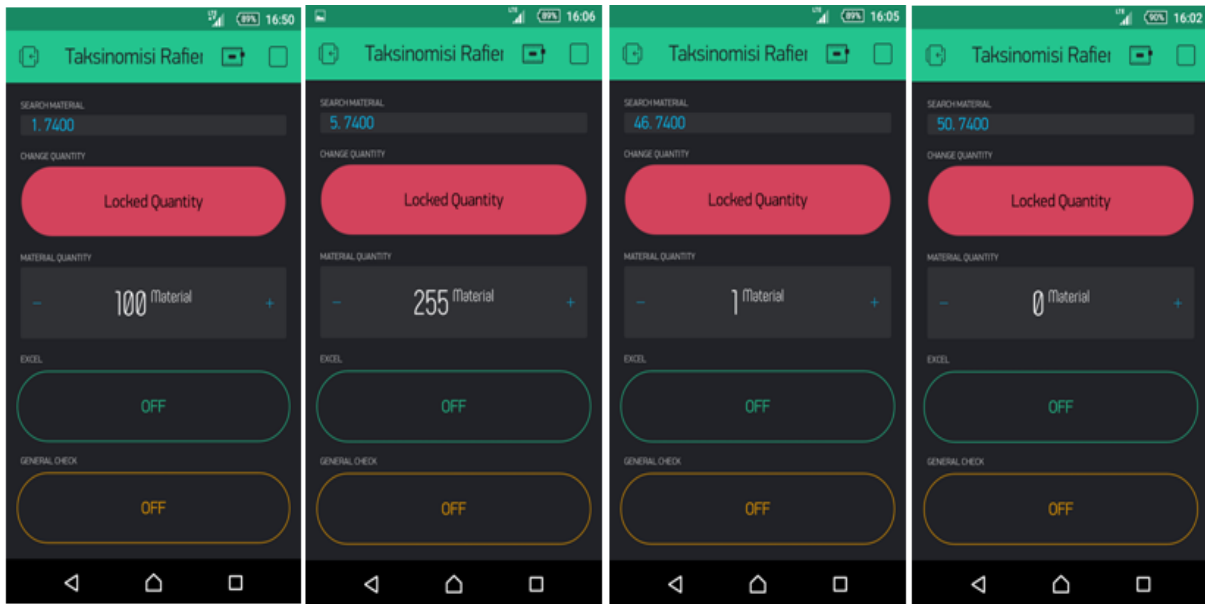 LTE 89% 16:50
Taksinomisi Rafier
SEARCH MATERIAL
1. 7400
CHANGE QUANTITY
Locked Quantity
MATERIAL QUANTITY
- 100 Material +
EXCEL
OFF
GENERAL CHECK
OFF
LTE 89% 16:06
Taksinomisi Rafier
SEARCH MATERIAL
5. 7400
CHANGE QUANTITY
Locked Quantity
MATERIAL QUANTITY
- 255 Material +
EXCEL
OFF
GENERAL CHECK
OFF
LTE 89% 16:05
Taksinomisi Rafier
SEARCH MATERIAL
46. 7400
CHANGE QUANTITY
Locked Quantity
MATERIAL QUANTITY
- 1 Material +
EXCEL
OFF
GENERAL CHECK
OFF
LTE 90% 16:02
Taksinomisi Rafier
SEARCH MATERIAL
50. 7400
CHANGE QUANTITY
Locked Quantity
MATERIAL QUANTITY
- 0 Material +
EXCEL
OFF
GENERAL CHECK
OFF